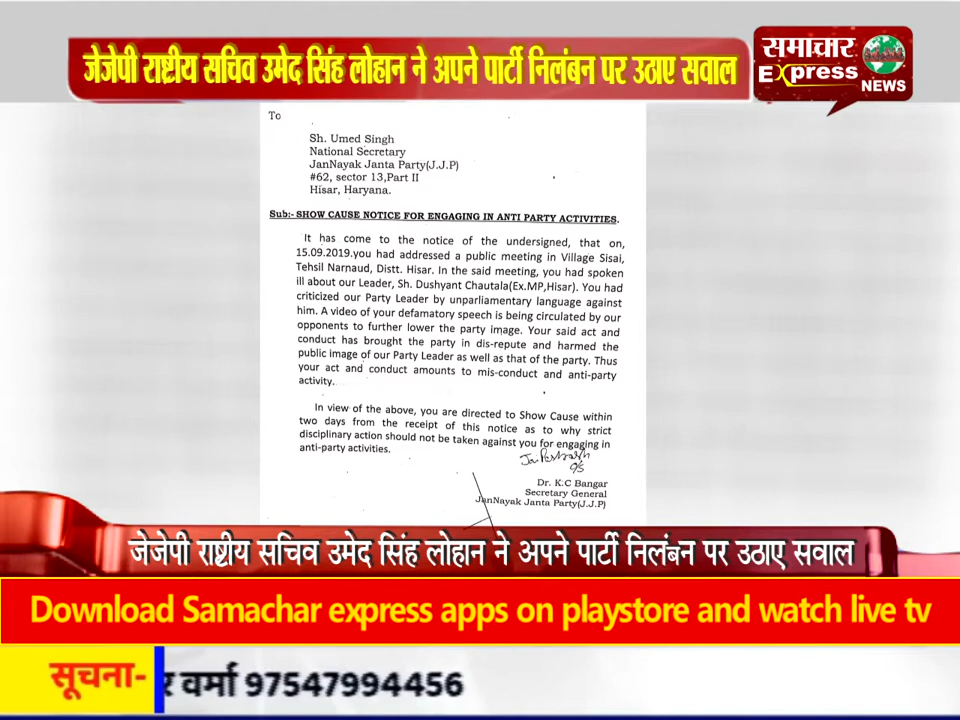 जेजेपी राष्ट्रीय सचिव उमेद सिंह लोहान ने अपने पार्टी निलंबन पर उठाए सवाल
समाचार
Express
NEWS
To
Sh. Umed Singh
National Secretary
JanNayak Janta Party(J.J.P)
#62, sector 13,Part II
Hisar, Haryana.
Sub:- SHOW CAUSE NOTICE FOR ENGAGING IN ANTI PARTY ACTIVITIES.
It has come to the notice of the undersigned, that on,
15.09.2019.you had addressed a public meeting in Village Sisai,
Tehsil Narnaud, Distt. Hisar. In the said meeting, you had spoken
ill about our Leader, Sh. Dushyant Chautala(Ex.MP,Hisar). You had
criticized our Party Leader by unparliamentary language against
him. A video of your defamatory speech is being circulated by our
opponents to further lower the party image. Your said act and
conduct has brought the party in dis-repute and harmed the
public image of our Party Leader as well as that of the party. Thus
your act and conduct amounts to mis-conduct and anti-party
activity.
In view of the above, you are directed to Show Cause within
two days from the receipt of this notice as to why strict
disciplinary action should not be taken against you for engaging in
anti-party activities.
Dr. K.C Bangar
Secretary General
JanNayak Janta Party(J.J.P)
जेजेपी राष्ट्रीय सचिव उमेद सिंह लोहान ने अपने पार्टी निलंबन पर उठाए सवाल
Download Samachar express apps on playstore and watch live tv
सूचना- र वर्मा 97547994456